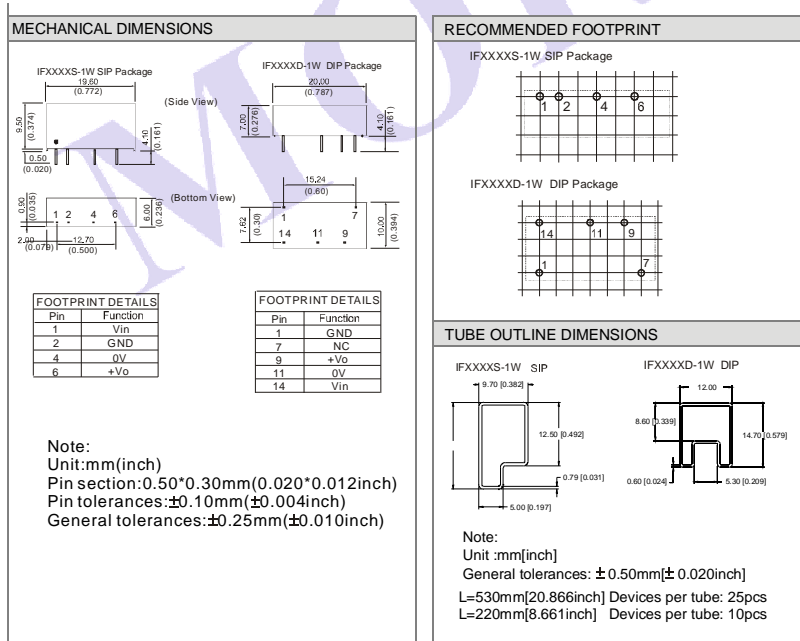 MECHANICAL DIMENSIONS
IFXXXXS-1W SIP Package
19.60
(0.772)
9.50
(0.374)
0.50
(0.020)
4.10
(0.161)
(Side View)
IFXXXXD-1W DIP Package
20.00
(0.787)
7.00
(0.276)
4.10
(0.161)
0.90
(0.035)
1 2 4 6
6.00
(0.236)
2.00
(0.079)
12.70
(0.500)
(Bottom View)
15.24
(0.60)
7.62
(0.30)
1 7
14 11 9
10.00
(0.394)
FOOTPRINT DETAILS
Pin Function
1 Vin
2 GND
4 0V
6 +Vo
FOOTPRINT DETAILS
Pin Function
1 GND
7 NC
9 +Vo
11 0V
14 Vin
Note:
Unit:mm(inch)
Pin section:0.50*0.30mm(0.020*0.012inch)
Pin tolerances:±0.10mm(±0.004inch)
General tolerances:±0.25mm(±0.010inch)
RECOMMENDED FOOTPRINT
IFXXXXS-1W SIP Package
1 2 4 6
IFXXXXD-1W DIP Package
14 11 9
1 7
TUBE OUTLINE DIMENSIONS
IFXXXXS-1W SIP
9.70 [0.382]
12.50 [0.492]
0.79 [0.031]
5.00 [0.197]
IFXXXXD-1W DIP
12.00
8.60 [0.339]
14.70 [0.579]
0.60 [0.024]
5.30 [0.209]
Note:
Unit :mm[inch]
General tolerances: ±0.50mm[±0.020inch]
L=530mm[20.866inch] Devices per tube: 25pcs
L=220mm[8.661inch] Devices per tube: 10pcs